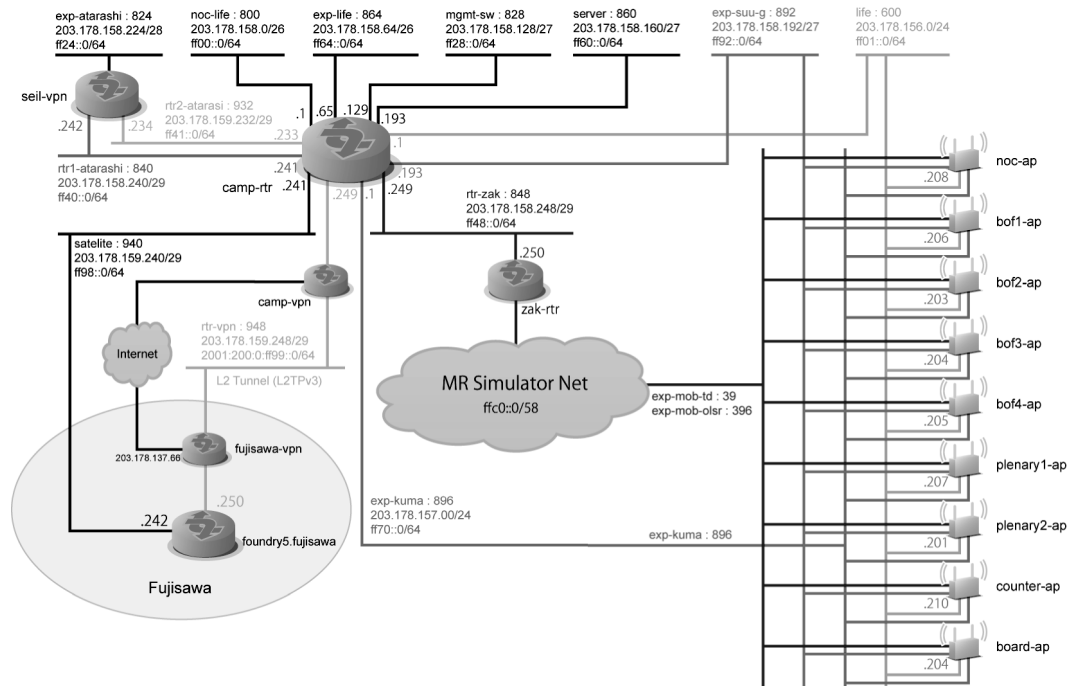 exp-atarashi : 824
203.178.158.224/28
ff24::0/64
noc-life : 800
203.178.158.0/26
ff00::0/64
exp-life : 864
203.178.158.64/26
ff64::0/64
mgmt-sw : 828
203.178.158.128/27
ff28::0/64
server : 860
203.178.158.160/27
ff60::0/64
exp-suu-g : 892
203.178.158.192/27
ff92::0/64
life : 600
203.178.156.0/24
ff01::0/64
seil-vpn
.242
.234
rtr2-atarasi : 932
203.178.159.232/29
ff41::0/64
.233
.1
.65
.129
.193
.1
.193
.241
.241
.249
.1
.249
camp-rtr
rtr1-atarashi : 840
203.178.158.240/29
ff40::0/64
rtr-zak : 848
203.178.158.248/29
ff48::0/64
satelite : 940
203.178.159.240/29
ff98::0/64
.250
zak-rtr
camp-vpn
rtr-vpn : 948
203.178.159.248/29
2001:200:0:ff99::0/64
L2 Tunnel (L2TPv3)
Internet
MR Simulator Net
ffc0::0/58
exp-mob-td : 39
exp-mob-olsr : 396
203.178.137.66
fujisawa-vpn
.250
.242
foundry5.fujisawa
Fujisawa
exp-kuma : 896
203.178.157.00/24
ff70::0/64
exp-kuma : 896
noc-ap
.208
bof1-ap
.206
bof2-ap
.203
bof3-ap
.204
bof4-ap
.205
plenary1-ap
.207
plenary2-ap
.201
counter-ap
.210
board-ap
.204